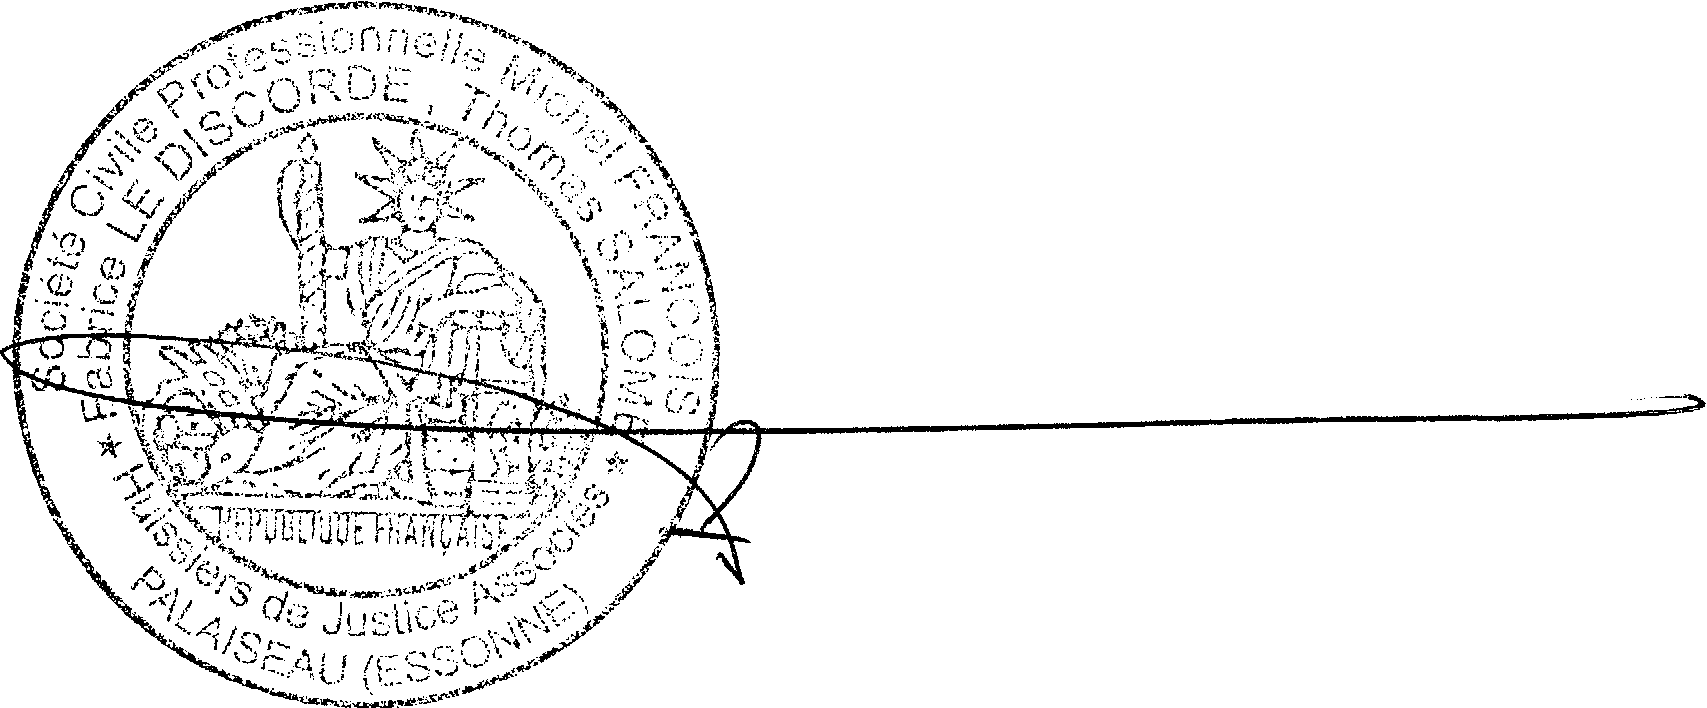 Société Civile Professionnelle Michel FRANCOIS
Fabrice LE DISCORDE, Thomas SALOMÉ
★ Huissiers de Justice Associés ★
PALAISEAU (ESSONNE)
REPUBLIQUE FRANÇAISE